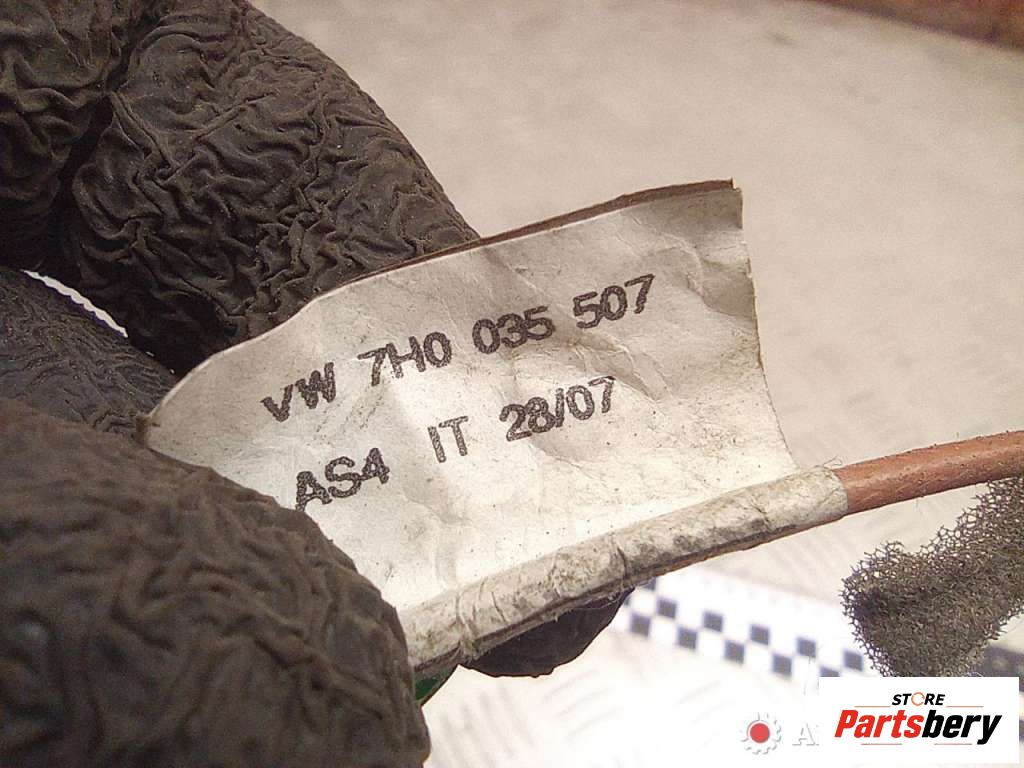 VW 7H0 035 507
AS4 IT 28/07
A
STORE
Partsbery